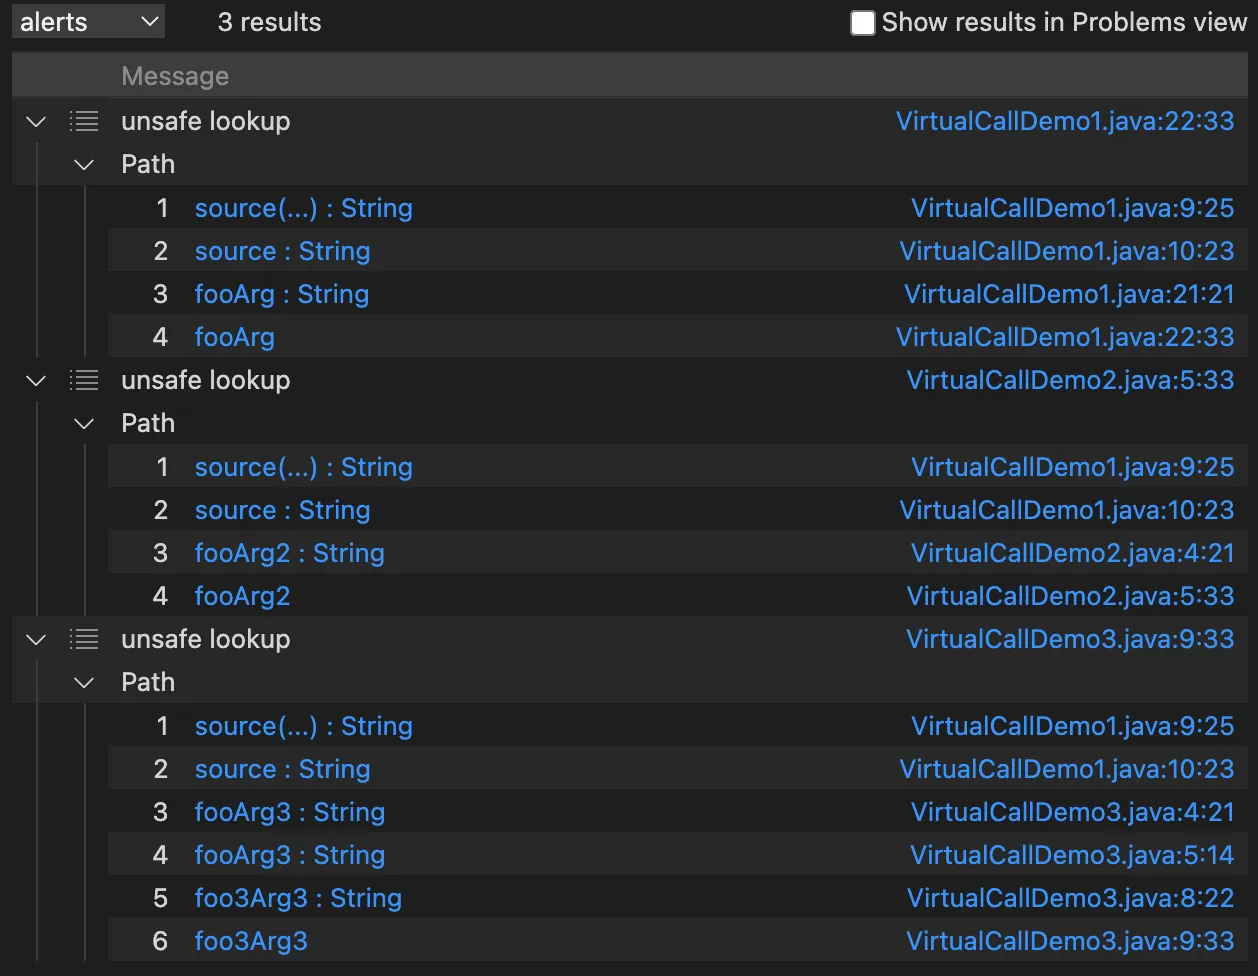 alerts 3 results Show results in Problems view
Message
unsafe lookup VirtualCallDemo1.java:22:33
Path
1 source(...) : String VirtualCallDemo1.java:9:25
2 source : String VirtualCallDemo1.java:10:23
3 fooArg : String VirtualCallDemo1.java:21:21
4 fooArg VirtualCallDemo1.java:22:33
unsafe lookup VirtualCallDemo2.java:5:33
Path
1 source(...) : String VirtualCallDemo1.java:9:25
2 source : String VirtualCallDemo1.java:10:23
3 fooArg2 : String VirtualCallDemo2.java:4:21
4 fooArg2 VirtualCallDemo2.java:5:33
unsafe lookup VirtualCallDemo3.java:9:33
Path
1 source(...) : String VirtualCallDemo1.java:9:25
2 source : String VirtualCallDemo1.java:10:23
3 fooArg3 : String VirtualCallDemo3.java:4:21
4 fooArg3 : String VirtualCallDemo3.java:5:14
5 foo3Arg3 : String VirtualCallDemo3.java:8:22
6 foo3Arg3 VirtualCallDemo3.java:9:33